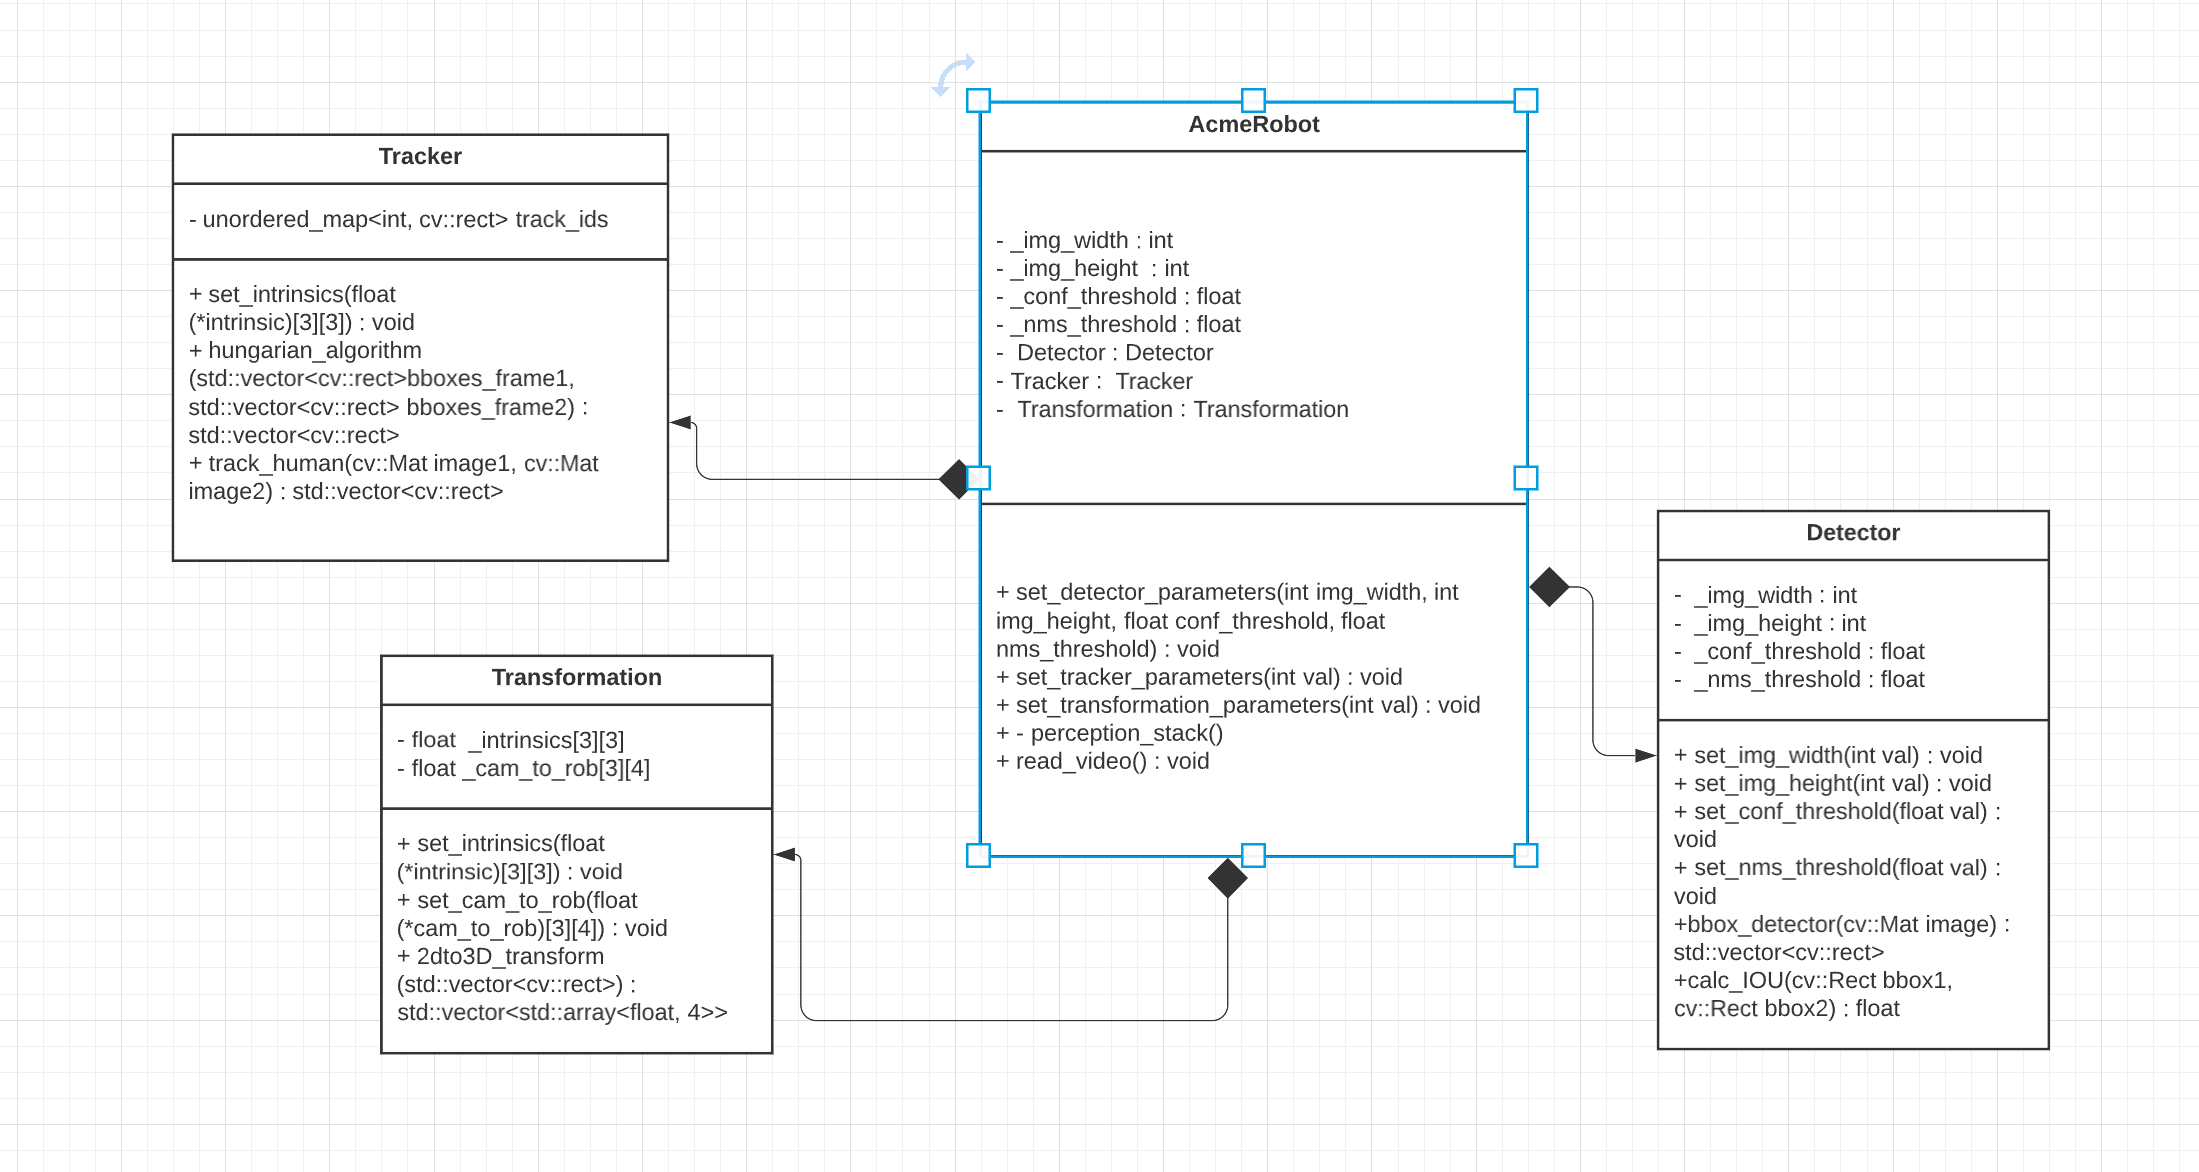 Tracker
- unordered_map<int, cv::rect> track_ids
+ set_intrinsics(float
(*intrinsic)[3][3]) : void
+ hungarian_algorithm
(std::vector<cv::rect>bboxes_frame1,
std::vector<cv::rect> bboxes_frame2) :
std::vector<cv::rect>
+ track_human(cv::Mat image1, cv::Mat
image2) : std::vector<cv::rect>
AcmeRobot
- _img_width : int
- _img_height  : int
- _conf_threshold : float
- _nms_threshold : float
-  Detector : Detector
- Tracker :  Tracker
-  Transformation : Transformation
+ set_detector_parameters(int img_width, int
img_height, float conf_threshold, float
nms_threshold) : void
+ set_tracker_parameters(int val) : void
+ set_transformation_parameters(int val) : void
+ - perception_stack()
+ read_video() : void
Detector
-  _img_width : int
-  _img_height : int
-  _conf_threshold : float
-  _nms_threshold : float
+ set_img_width(int val) : void
+ set_img_height(int val) : void
+ set_conf_threshold(float val) :
void
+ set_nms_threshold(float val) :
void
+bbox_detector(cv::Mat image) :
std::vector<cv::rect>
+calc_IOU(cv::Rect bbox1,
cv::Rect bbox2) : float
Transformation
- float  _intrinsics[3][3]
- float _cam_to_rob[3][4]
+ set_intrinsics(float
(*intrinsic)[3][3]) : void
+ set_cam_to_rob(float
(*cam_to_rob)[3][4]) : void
+ 2dto3D_transform
(std::vector<cv::rect>) :
std::vector<std::array<float, 4>>